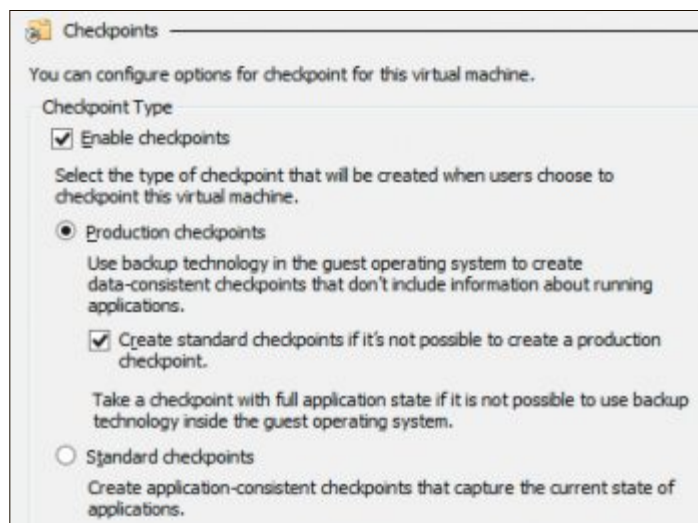 Checkpoints
You can configure options for checkpoint for this virtual machine.
Checkpoint Type
Enable checkpoints
Select the type of checkpoint that will be created when users choose to
checkpoint this virtual machine.
Production checkpoints
Use backup technology in the guest operating system to create
data-consistent checkpoints that don't include information about running
applications.
Create standard checkpoints if it's not possible to create a production
checkpoint.
Take a checkpoint with full application state if it is not possible to use backup
technology inside the guest operating system.
Standard checkpoints
Create application-consistent checkpoints that capture the current state of
applications.